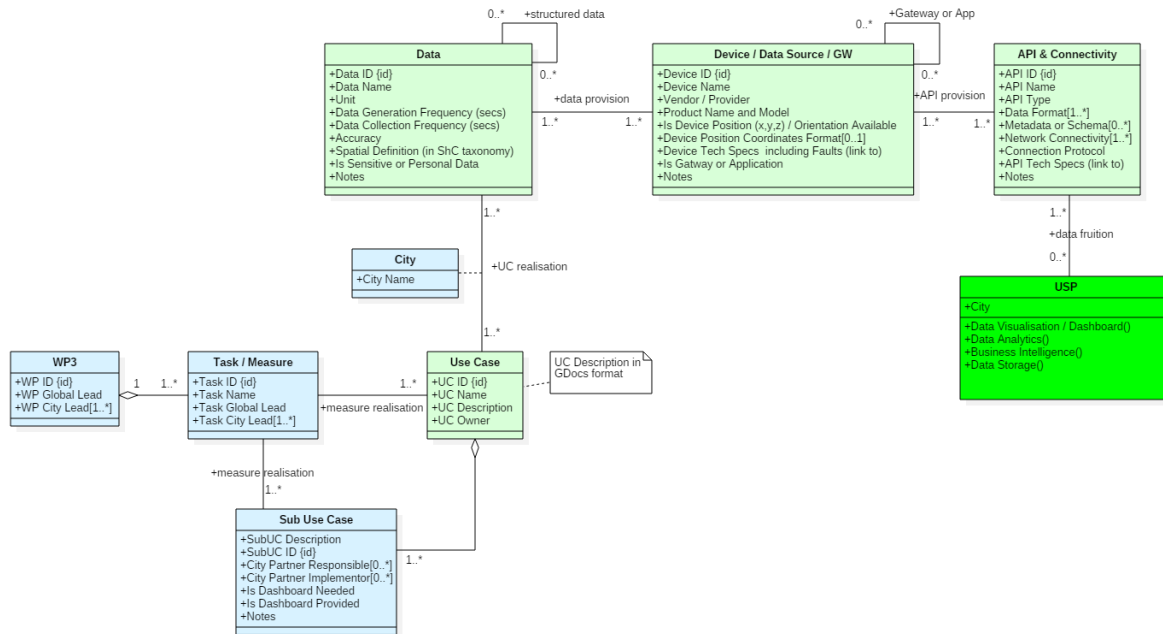 0..*
+structured data
0..*
Data
+Data ID {id}
+Data Name
+Unit
+Data Generation Frequency (secs)
+Data Collection Frequency (secs)
+Accuracy
+Spatial Definition (in ShC taxonomy)
+Is Sensitive or Personal Data
+Notes
+data provision
1..*
1..*
+Gateway or App
0..*
0..*
Device / Data Source / GW
+Device ID {id}
+Device Name
+Vendor / Provider
+Product Name and Model
+Is Device Position (x,y,z) / Orientation Available
+Device Position Coordinates Format[0..1]
+Device Tech Specs  including Faults (link to)
+Is Gatway or Application
+Notes
+API provision
1..*
1..*
API & Connectivity
+API ID {id}
+API Name
+API Type
+Data Format[1..*]
+Metadata or Schema[0..*]
+Network Connectivity[1..*]
+Connection Protocol
+API Tech Specs (link to)
+Notes
1..*
+data fruition
0..*
USP
+City
+Data Visualisation / Dashboard()
+Data Analytics()
+Business Intelligence()
+Data Storage()
1..*
City
+City Name
+UC realisation
1..*
WP3
+WP ID {id}
+WP Global Lead
+WP City Lead[1..*]
1
1..*
Task / Measure
+Task ID {id}
+Task Name
+Task Global Lead
+Task City Lead[1..*]
1..*
+measure realisation
Use Case
+UC ID {id}
+UC Name
+UC Description
+UC Owner
UC Description in
GDocs format
+measure realisation
1..*
Sub Use Case
+SubUC Description
+SubUC ID {id}
+City Partner Responsible[0..*]
+City Partner Implementor[0..*]
+Is Dashboard Needed
+Is Dashboard Provided
+Notes
1..*